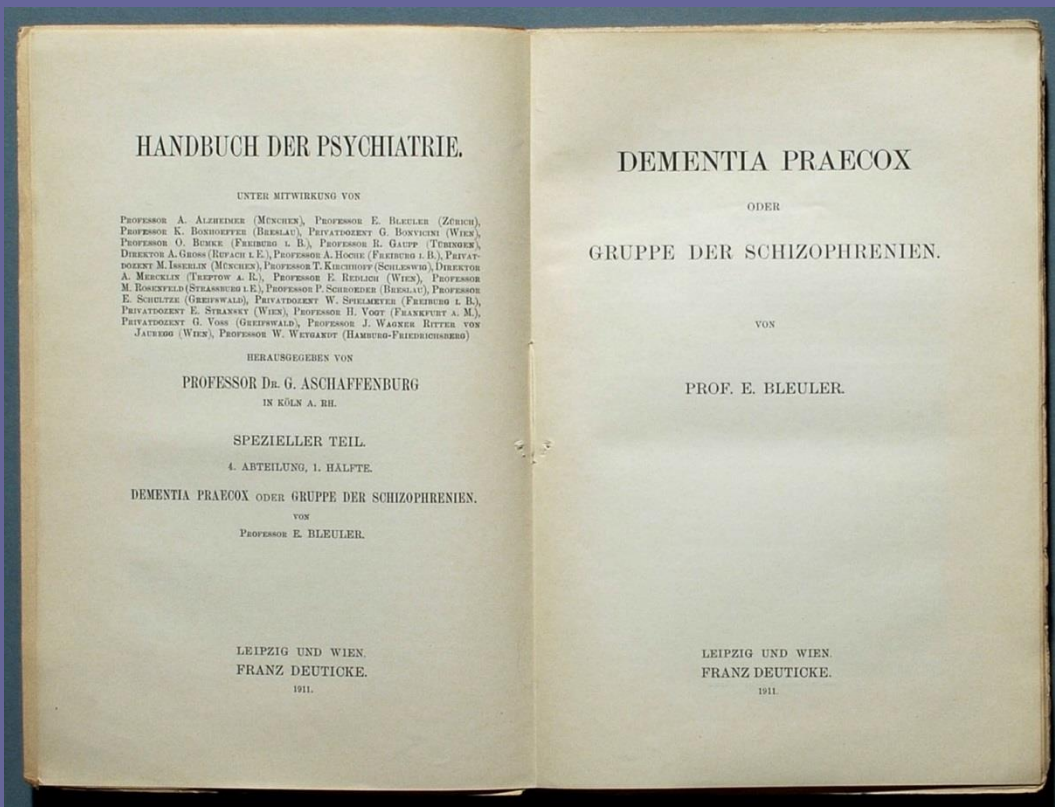 HANDBUCH DER PSYCHIATRIE.
UNTER MITWIRKUNG VON
PROFESSOR A. ALZHEIMER (MÜNCHEN), PROFESSOR E. BLEULER (ZÜRICH),
PROFESSOR K. BONHOEFFER (BRESLAU), PRIVATDOZENT G. BONVICINI (WIEN),
PROFESSOR O. BUMKE (FREIBURG I. B.), PROFESSOR R. GAUPP (TÜBINGEN),
DIREKTOR A. GROSS (RUFACH I. E.), PROFESSOR A. HOCHE (FREIBURG I. B.), PRIVAT-
DOZENT M. ISSERLIN (MÜNCHEN), PROFESSOR T. KIRCHHOFF (SCHLESWIG), DIREKTOR
A. MERCKLIN (TREPTOW A. R.), PROFESSOR E. REDLICH (WIEN), PROFESSOR
M. ROSENFELD (STRASSBURG I. E.), PROFESSOR P. SCHROEDER (BRESLAU), PROFESSOR
E. SCHULTZE (GREIFSWALD), PRIVATDOZENT W. SPIELMEYER (FREIBURG I. B.),
PRIVATDOZENT E. STRANSKY (WIEN), PROFESSOR H. VOGT (FRANKFURT A. M.),
PRIVATDOZENT G. VOSS (GREIFSWALD), PROFESSOR J. WAGNER RITTER VON
JAUREGG (WIEN), PROFESSOR W. WEYGANDT (HAMBURG-FRIEDRICHSBERG)
HERAUSGEGEBEN VON
PROFESSOR DR. G. ASCHAFFENBURG
IN KÖLN A. RH.
SPEZIELLER TEIL.
4. ABTEILUNG, 1. HÄLFTE.
DEMENTIA PRAECOX ODER GRUPPE DER SCHIZOPHRENIEN.
VON
PROFESSOR E. BLEULER.
LEIPZIG UND WIEN.
FRANZ DEUTICKE.
1911.
DEMENTIA PRAECOX
ODER
GRUPPE DER SCHIZOPHRENIEN.
VON
PROF. E. BLEULER.
LEIPZIG UND WIEN.
FRANZ DEUTICKE.
1911.